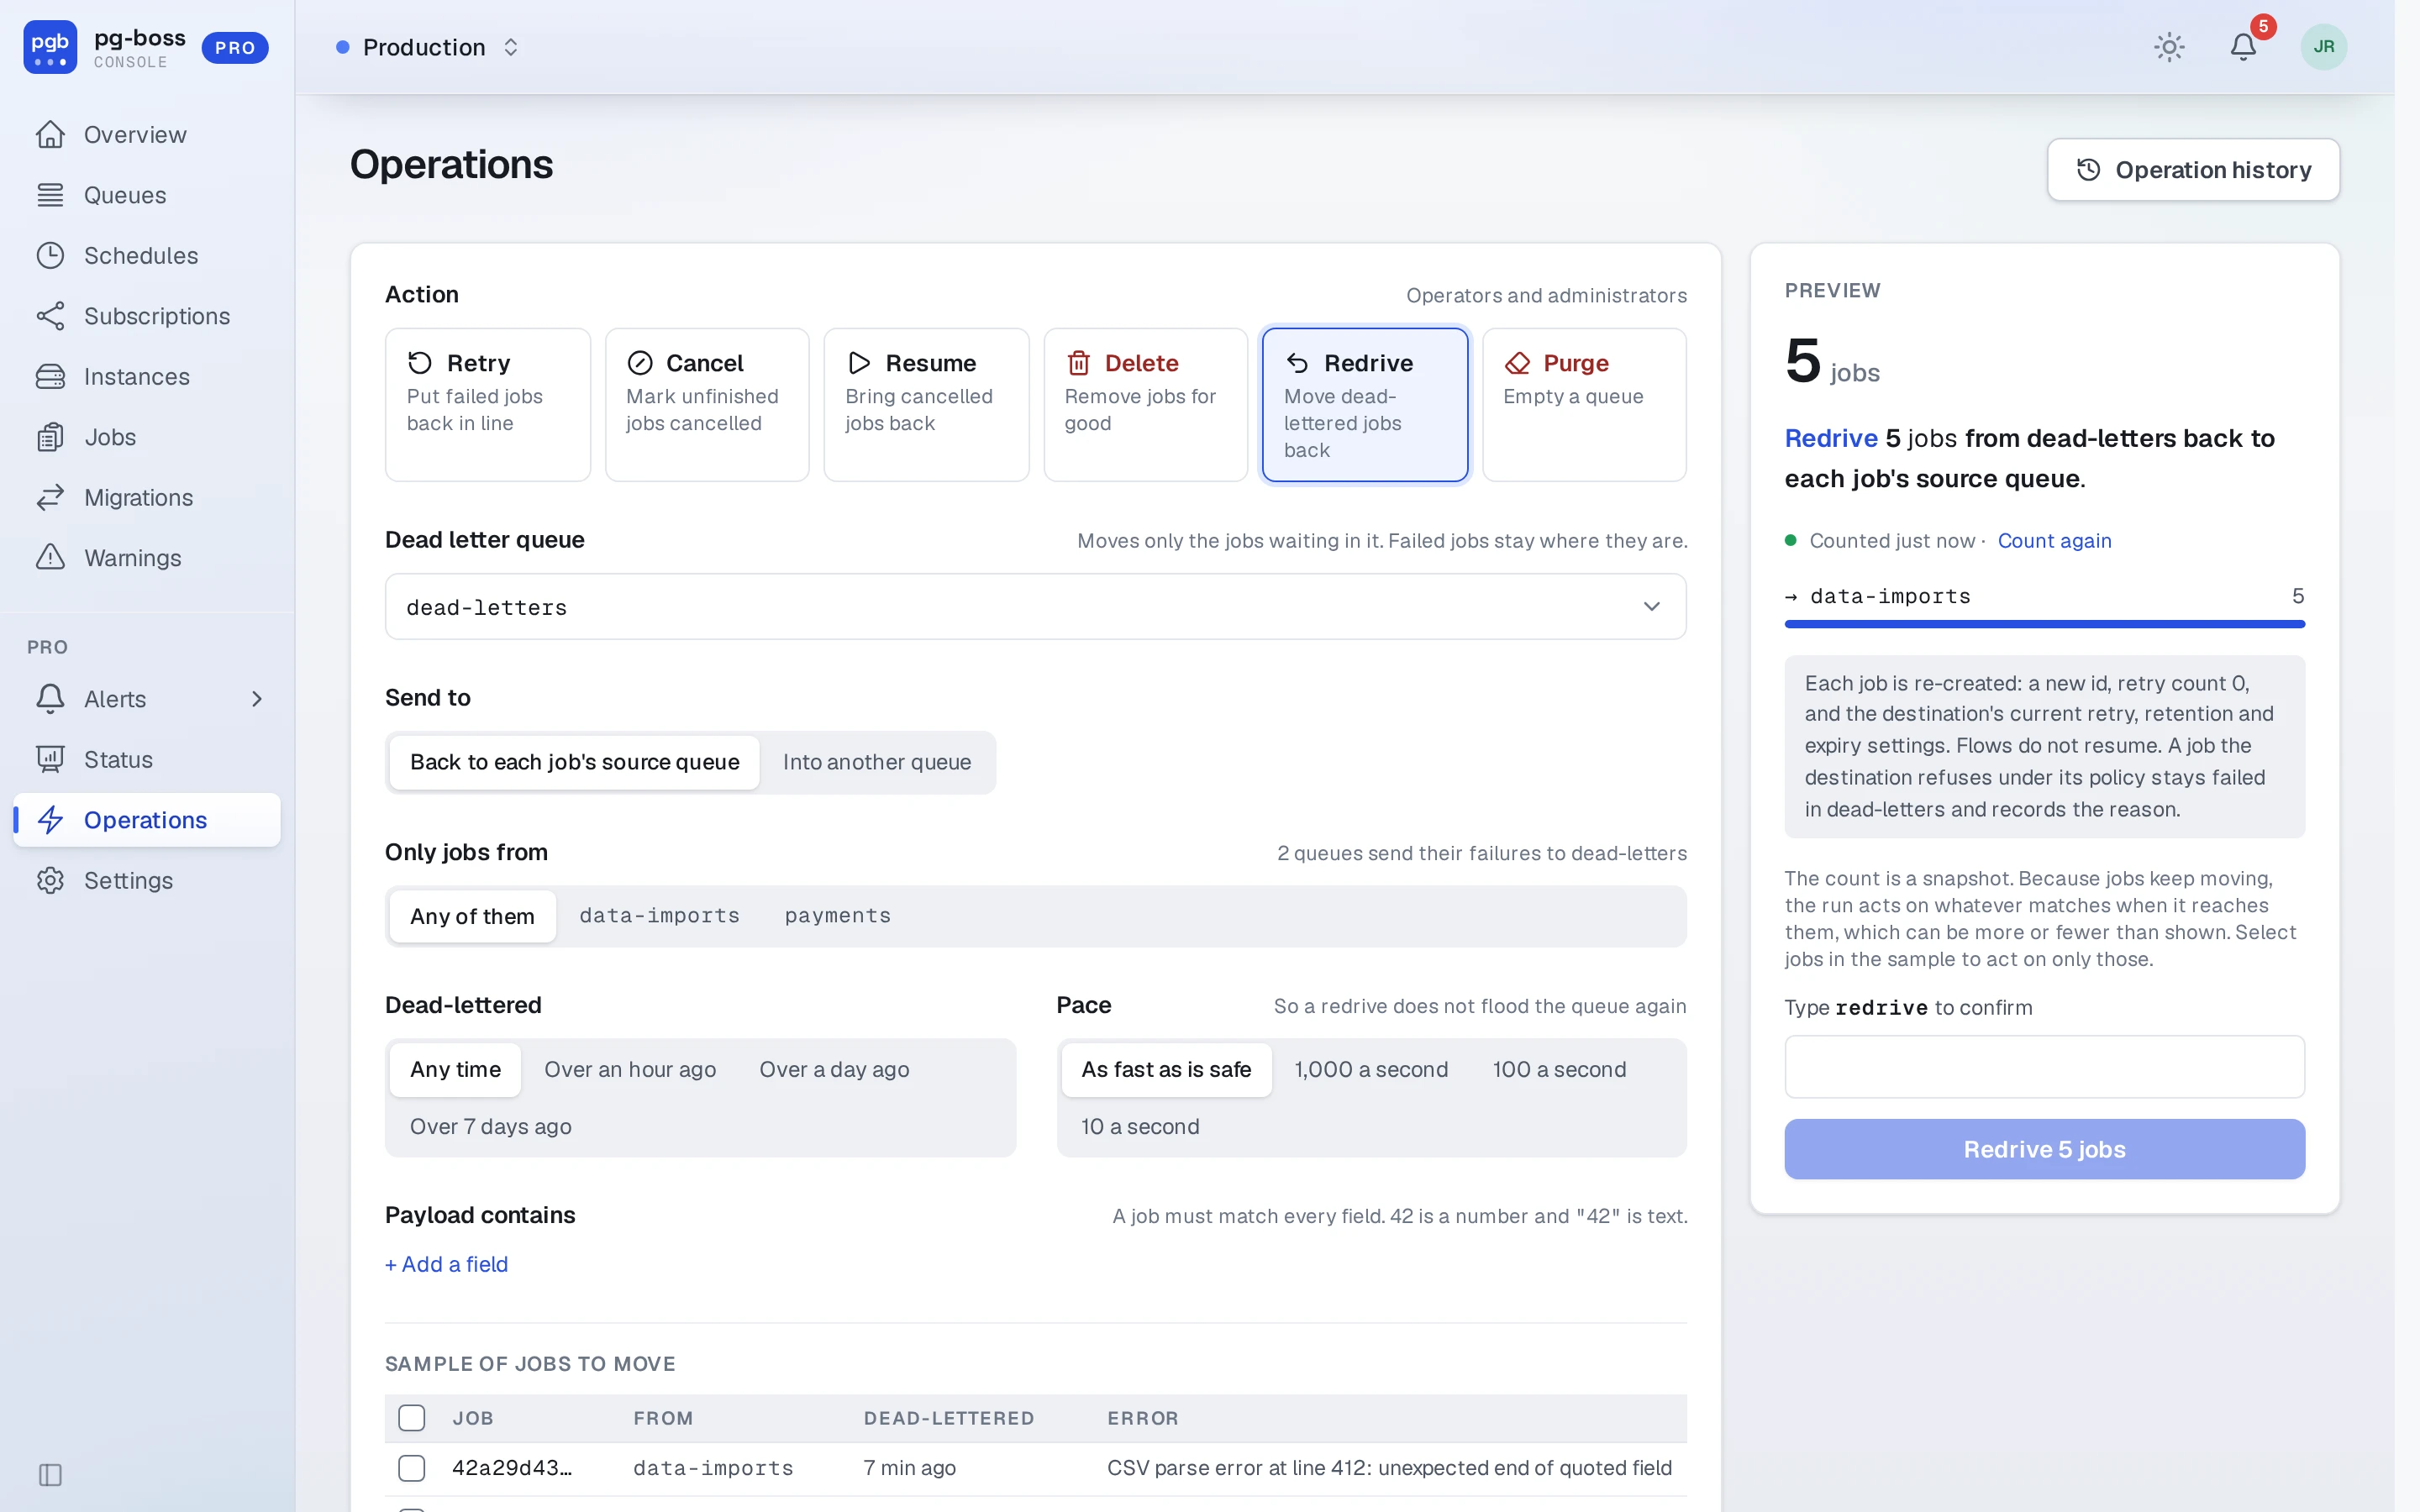 pgb
pg-boss
CONSOLE
PRO
Production
5
JR
Overview
Queues
Schedules
Subscriptions
Instances
Jobs
Migrations
Warnings
PRO
Alerts
Status
Operations
Settings
Operations
Operation history
Action
Operators and administrators
Retry
Put failed jobs
back in line
Cancel
Mark unfinished
jobs cancelled
Resume
Bring cancelled
jobs back
Delete
Remove jobs for
good
Redrive
Move dead-
lettered jobs
back
Purge
Empty a queue
Dead letter queue
Moves only the jobs waiting in it. Failed jobs stay where they are.
dead-letters
Send to
Back to each job's source queue
Into another queue
Only jobs from
2 queues send their failures to dead-letters
Any of them
data-imports
payments
Dead-lettered
Any time
Over an hour ago
Over a day ago
Over 7 days ago
Pace
So a redrive does not flood the queue again
As fast as is safe
1,000 a second
100 a second
10 a second
Payload contains
A job must match every field. 42 is a number and "42" is text.
+ Add a field
SAMPLE OF JOBS TO MOVE
JOB FROM DEAD-LETTERED ERROR
42a29d43… data-imports 7 min ago CSV parse error at line 412: unexpected end of quoted field
PREVIEW
5 jobs
Redrive 5 jobs from dead-letters back to
each job's source queue.
Counted just now · Count again
→ data-imports 5
Each job is re-created: a new id, retry count 0,
and the destination's current retry, retention and
expiry settings. Flows do not resume. A job the
destination refuses under its policy stays failed
in dead-letters and records the reason.
The count is a snapshot. Because jobs keep moving,
the run acts on whatever matches when it reaches
them, which can be more or fewer than shown. Select
jobs in the sample to act on only those.
Type redrive to confirm
Redrive 5 jobs